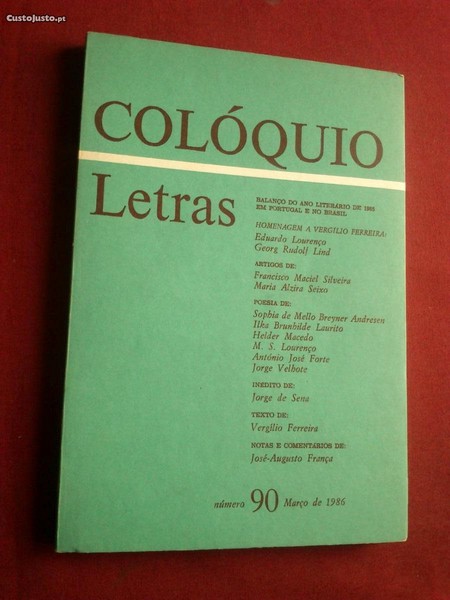 CustoJusto.pt
COLÓQUIO
Letras
BALANÇO DO ANO LITERÁRIO DE 1985
EM PORTUGAL E NO BRASIL
HOMENAGEM A VERGÍLIO FERREIRA:
Eduardo Lourenço
Georg Rudolf Lind
ARTIGOS DE:
Francisco Maciel Silveira
Maria Alzira Seixo
POESIA DE:
Sophia de Mello Breyner Andresen
Ilka Brunhilde Laurito
Helder Macedo
M. S. Lourenço
António José Forte
Jorge Velhote
INÉDITO DE:
Jorge de Sena
TEXTO DE:
Vergílio Ferreira
NOTAS E COMENTÁRIOS DE:
José-Augusto França
número 90 Março de 1986